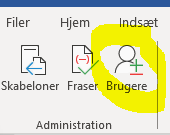 Filer Hjem Indsæt
Skabeloner Fraser Brugere
Administration